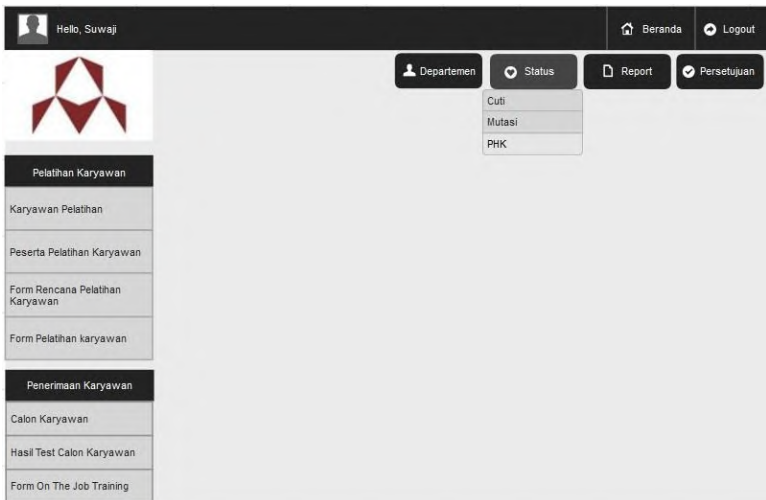 Hello, Suwaji
Beranda
Logout
Departemen
Status
Report
Persetujuan
Cuti
Mutasi
PHK
Pelatihan Karyawan
Karyawan Pelatihan
Peserta Pelatihan Karyawan
Form Rencana Pelatihan
Karyawan
Form Pelatihan karyawan
Penerimaan Karyawan
Calon Karyawan
Hasil Test Calon Karyawan
Form On The Job Training